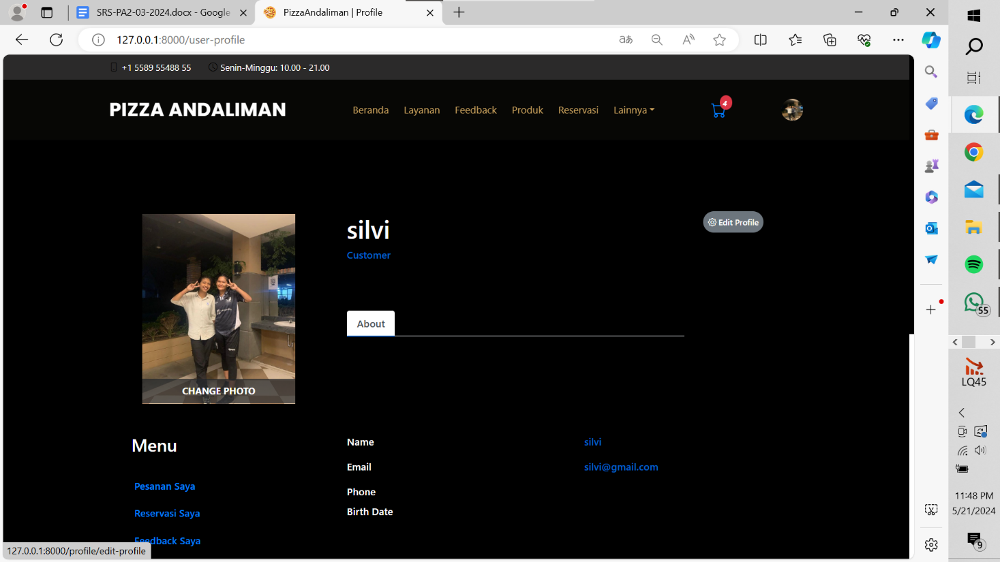 SRS-PA2-03-2024.docx - Google
PizzaAndaliman | Profile
127.0.0.1:8000/user-profile
+1 5589 55488 55
Senin-Minggu: 10.00 - 21.00
PIZZA ANDALIMAN
Beranda
Layanan
Feedback
Produk
Reservasi
Lainnya
4
silvi
Customer
Edit Profile
About
CHANGE PHOTO
Menu
Pesanan Saya
Reservasi Saya
Feedback Saya
Name
silvi
Email
silvi@gmail.com
Phone
Birth Date
127.0.0.1:8000/profile/edit-profile
55
LQ45
11:48 PM
5/21/2024
9